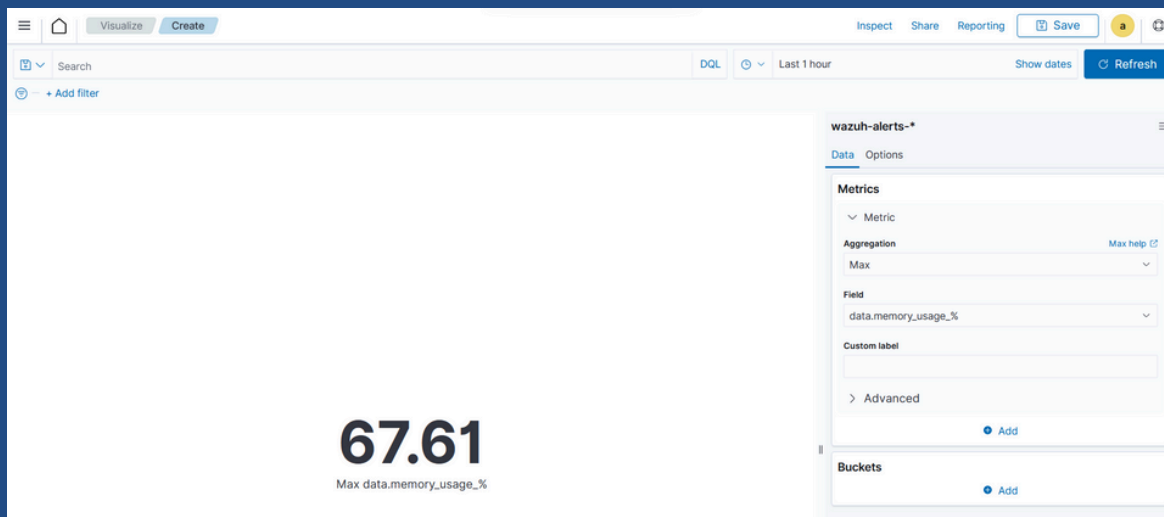 Visualize Create Inspect Share Reporting Save a
Search DQL Last 1 hour Show dates Refresh
+ Add filter
wazuh-alerts-*
Data Options
Metrics
Metric
Aggregation Max help
Max
Field
data.memory_usage_%
Custom label
Advanced
Add
67.61
Max data.memory_usage_%
Buckets
Add